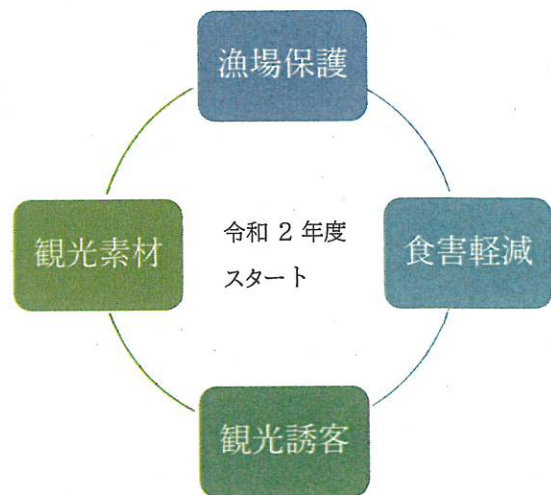 漁場保護
観光素材
令和 2 年度
スタート
食害軽減
観光誘客